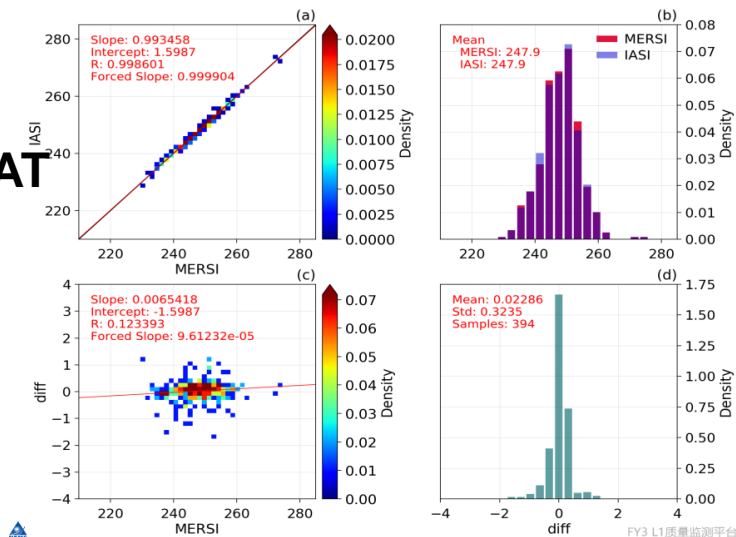 (a)
Slope: 0.993458
Intercept: 1.5987
R: 0.998601
Forced Slope: 0.999904
280
260
240
220
IASI
AT
220 240 260 280
MERSI
0.0200
0.0175
0.0150
0.0125
0.0100
0.0075
0.0050
0.0025
0.0000
Density
(b)
Mean
MERSI: 247.9
IASI: 247.9
MERSI
IASI
0.08
0.07
0.06
0.05
0.04
0.03
0.02
0.01
0.00
Density
220 240 260 280
(c)
Slope: 0.0065418
Intercept: -1.5987
R: 0.123393
Forced Slope: 9.61232e-05
4
3
2
1
0
−1
−2
−3
−4
diff
220 240 260 280
MERSI
0.07
0.06
0.05
0.04
0.03
0.02
0.01
0.00
Density
(d)
Mean: 0.02286
Std: 0.3235
Samples: 394
1.75
1.50
1.25
1.00
0.75
0.50
0.25
0.00
Density
−4 −2 0 2 4
diff
FY3 L1质量监测平台